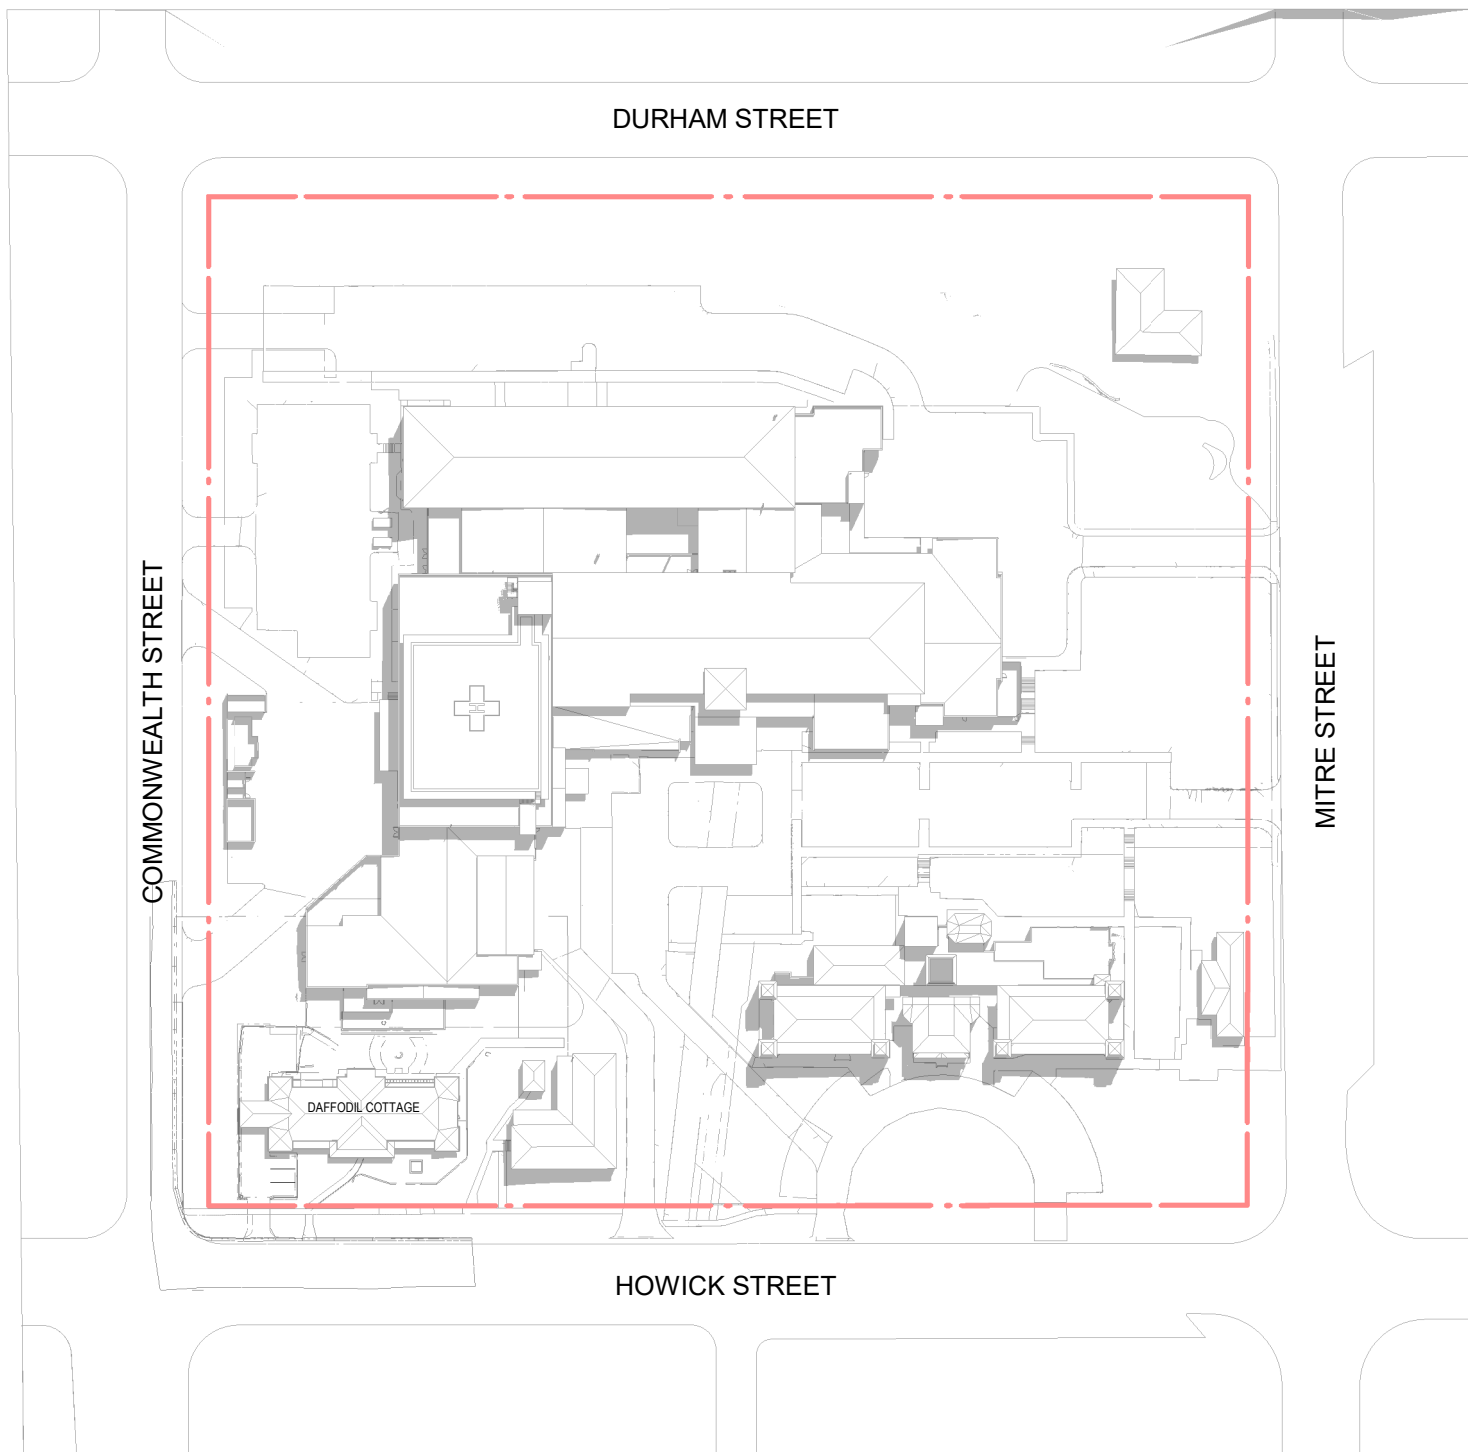 DURHAM STREET
COMMONWEALTH STREET
MITRE STREET
H
DAFFODIL COTTAGE
HOWICK STREET